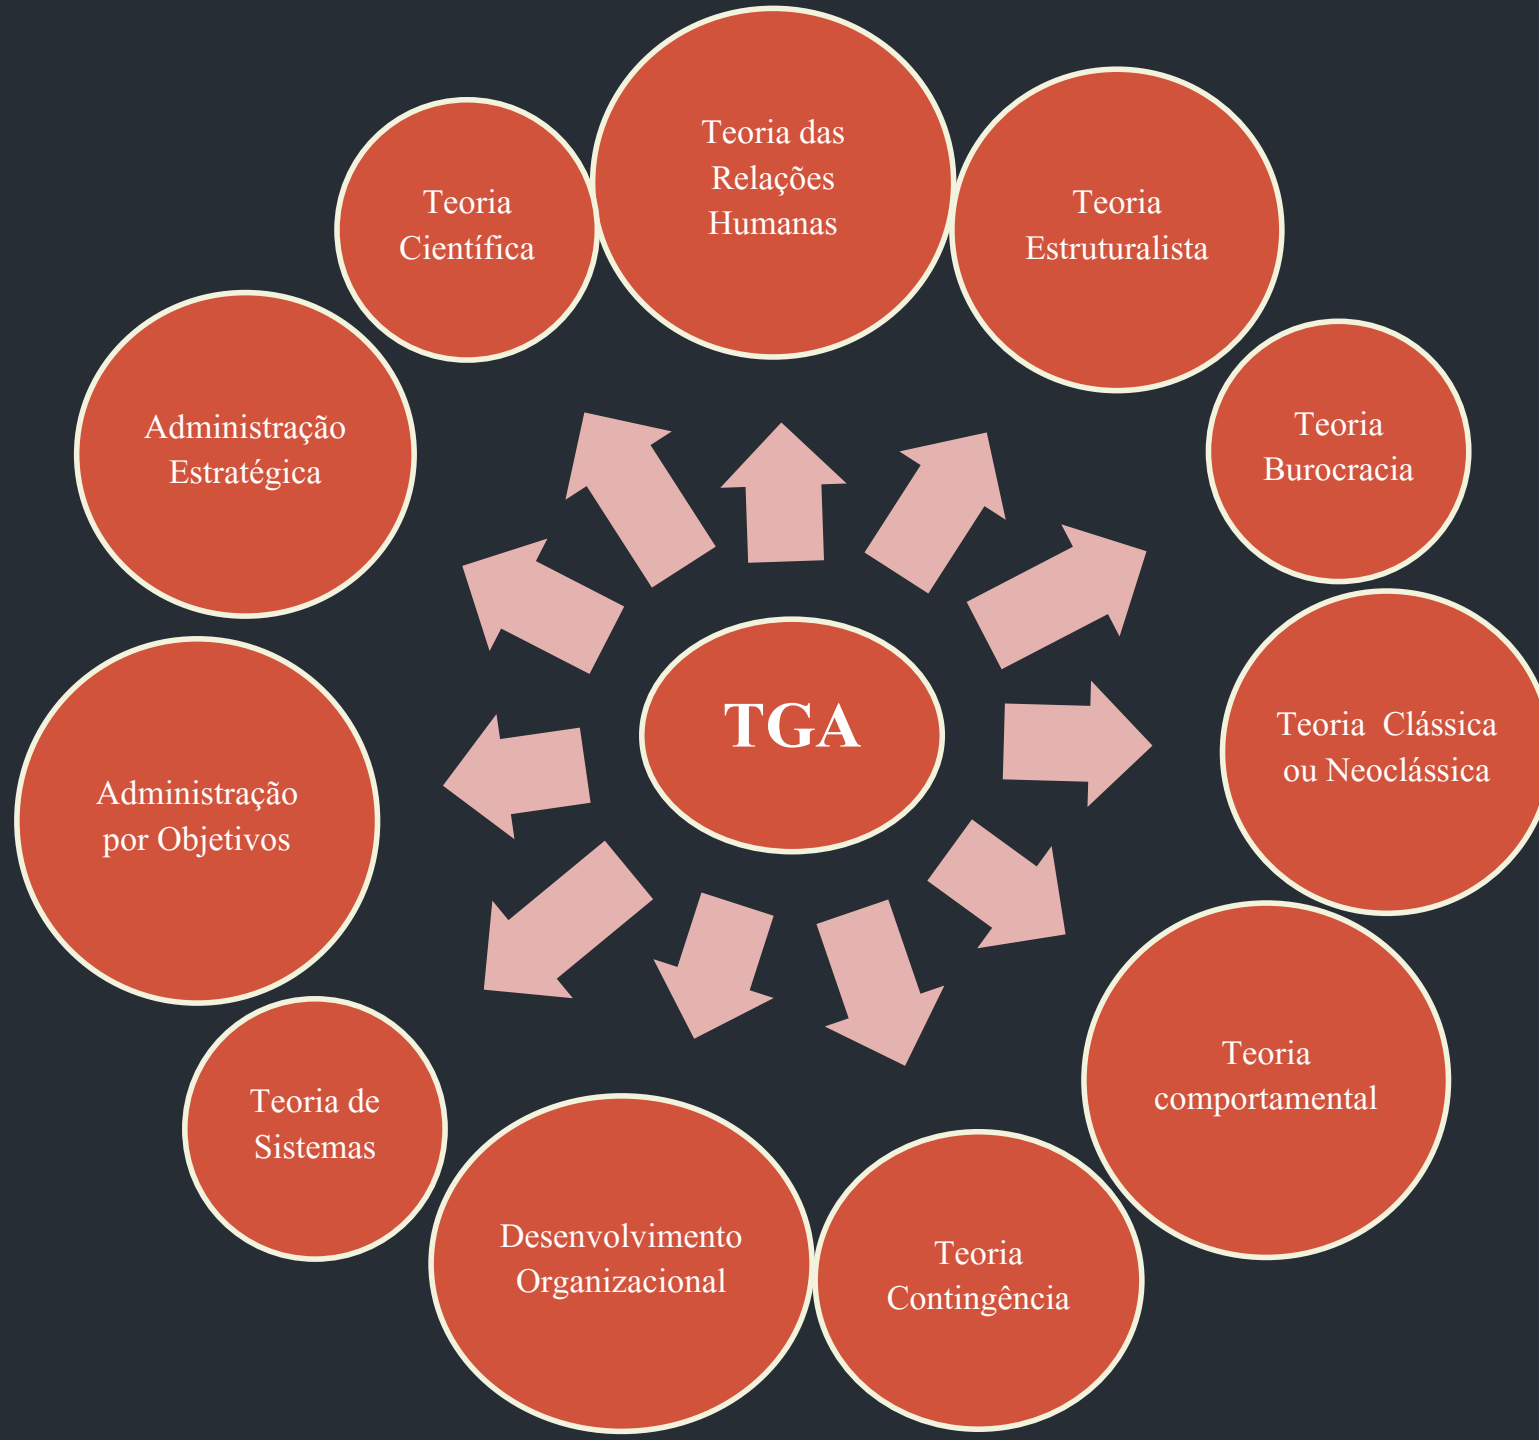 Teoria das
Relações
Humanas
Teoria
Estruturalista
Teoria
Burocracia
Teoria  Clássica
ou Neoclássica
Teoria
comportamental
Teoria
Contingência
Desenvolvimento
Organizacional
Teoria de
Sistemas
Administração
por Objetivos
Administração
Estratégica
Teoria
Científica
TGA